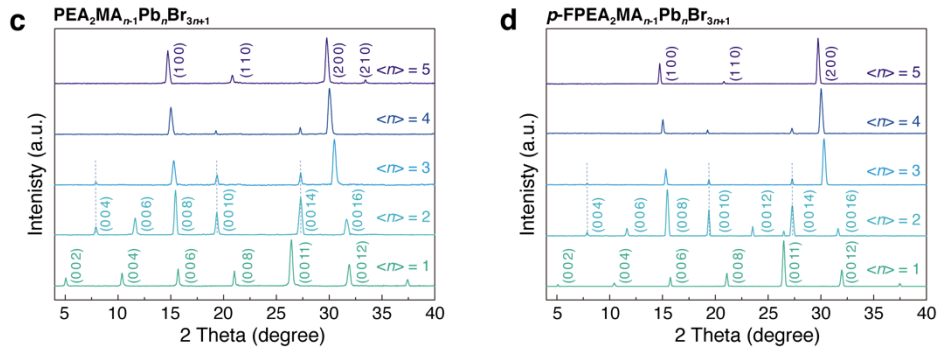 c
PEA₂MAₙ₋₁PbₙBr₃ₙ₊₁
(100)
(110)
(200)
(210)
<n> = 5
<n> = 4
<n> = 3
(004)
(006)
(008)
(0010)
(0014)
(0016)
<n> = 2
(002)
(004)
(006)
(008)
(0011)
(0012)
<n> = 1
Intenisty (a.u.)
5 10 15 20 25 30 35 40
2 Theta (degree)
d
p-FPEA₂MAₙ₋₁PbₙBr₃ₙ₊₁
(100)
(110)
(200)
<n> = 5
<n> = 4
<n> = 3
(004)
(006)
(008)
(0010)
(0012)
(0014)
(0016)
<n> = 2
(002)
(004)
(006)
(008)
(0011)
(0012)
<n> = 1
Intenisty (a.u.)
5 10 15 20 25 30 35 40
2 Theta (degree)